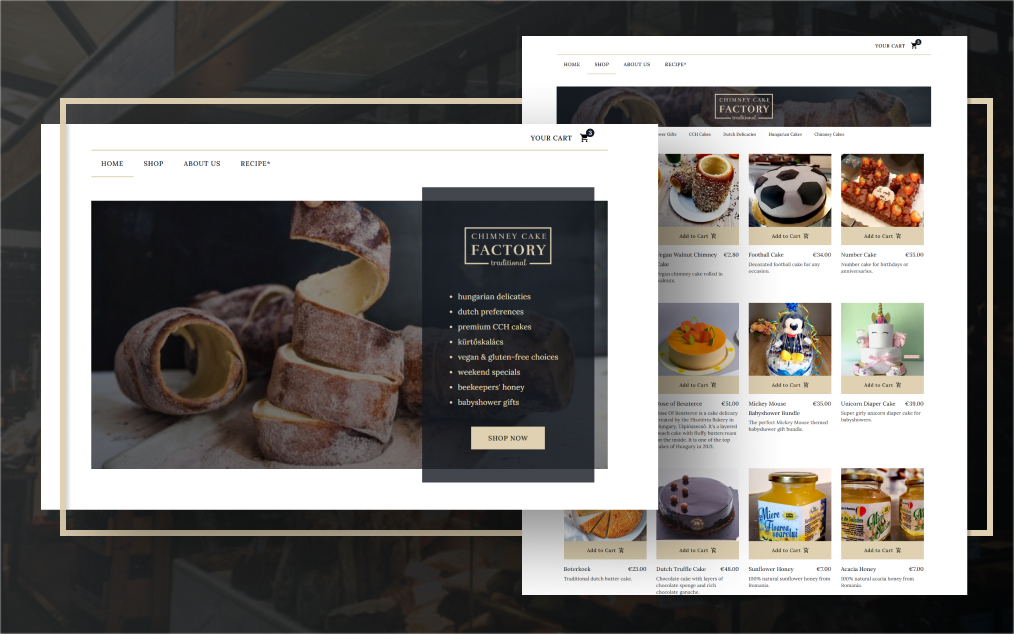 YOUR CART 3
HOME SHOP ABOUT US RECIPE*
CHIMNEY CAKE
FACTORY
traditional
hungarian delicaties
dutch preferences
premium CCH cakes
kürtőskalács
vegan & gluten-free choices
weekend specials
beekeepers' honey
babyshower gifts
SHOP NOW
YOUR CART
HOME SHOP ABOUT US RECIPE*
CHIMNEY CAKE
FACTORY
traditional
Gifts CCH Cakes Dutch Delicacies Hungarian Cakes Chimney Cakes
Add to Cart Add to Cart Add to Cart
Vegan Walnut Chimney €2.80
Cake
Vegan chimney cake rolled in
walnuts.
Football Cake €34.00
Decorated football cake for any
occasion.
Number Cake €55.00
Number cake for birthdays or
anniversaries.
Add to Cart Add to Cart Add to Cart
Rose of Beszterce €51.00
Rose Of Beszterce is a cake delicacy
created by the Hisztéria Bakery in
Hungary,
layered
peach cake with fluffy buttercream
on the inside. It is one of the top
cakes of Hungary in 2021.
Mickey Mouse €35.00
Babyshower Bundle
The perfect Mickey Mouse themed
babyshower gift bundle.
Unicorn Diaper Cake €39.00
Super girly unicorn diaper cake for
babyshowers.
Miere
Add to Cart Add to Cart Add to Cart Add to Cart
Boterkoek €23.00
Traditional dutch butter cake.
Dutch Truffle Cake €48.00
Chocolate cake with layers of
chocolate sponge and rich
chocolate ganache.
Sunflower Honey €7.00
100% natural sunflower honey from
Romania.
Acacia Honey €7.00
100% natural acacia honey from
Romania.